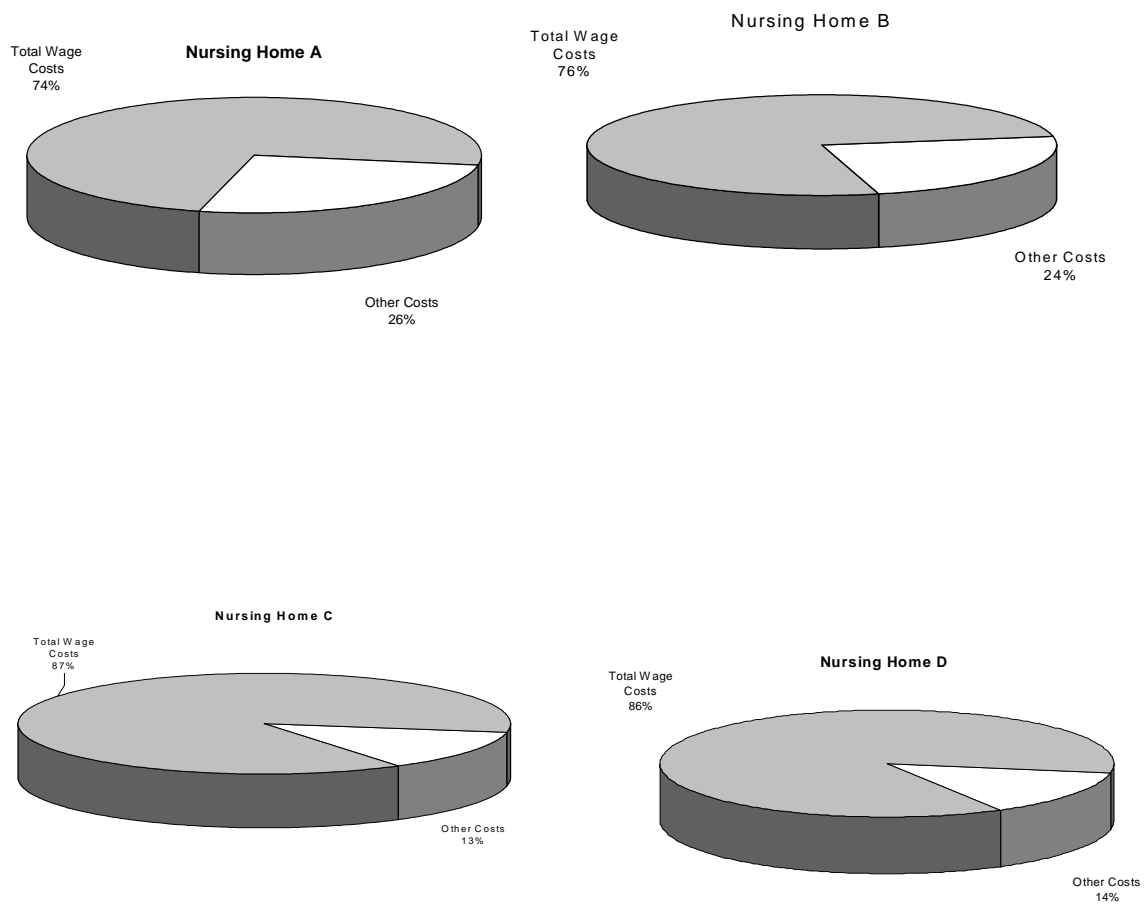 Nursing Home A
Total Wage
Costs
74%
Other Costs
26%
Nursing Home B
Total Wage
Costs
76%
Other Costs
24%
Nursing Home C
Total Wage
Costs
87%
Other Costs
13%
Nursing Home D
Total Wage
Costs
86%
Other Costs
14%